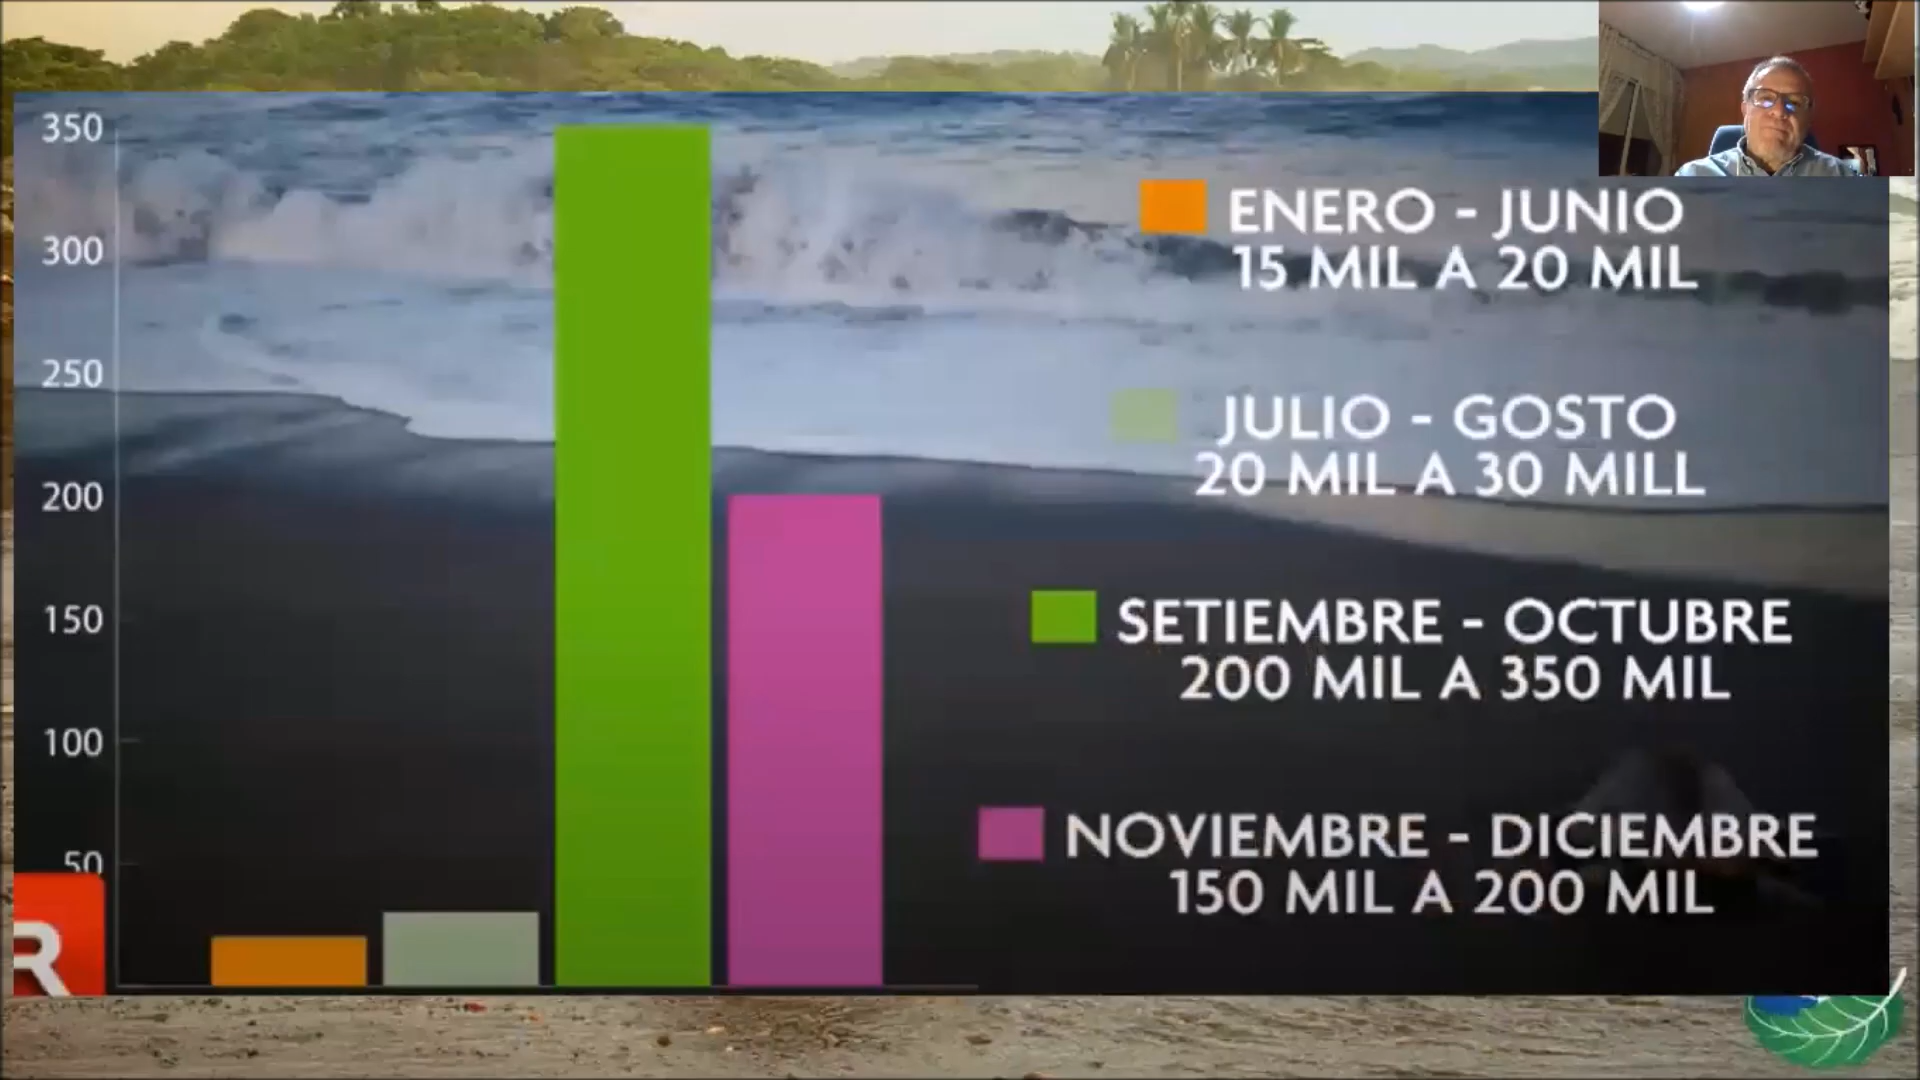 350
300
250
200
150
100
50
R
ENERO - JUNIO
15 MIL A 20 MIL
JULIO - GOSTO
20 MIL A 30 MILL
SETIEMBRE - OCTUBRE
200 MIL A 350 MIL
NOVIEMBRE - DICIEMBRE
150 MIL A 200 MIL